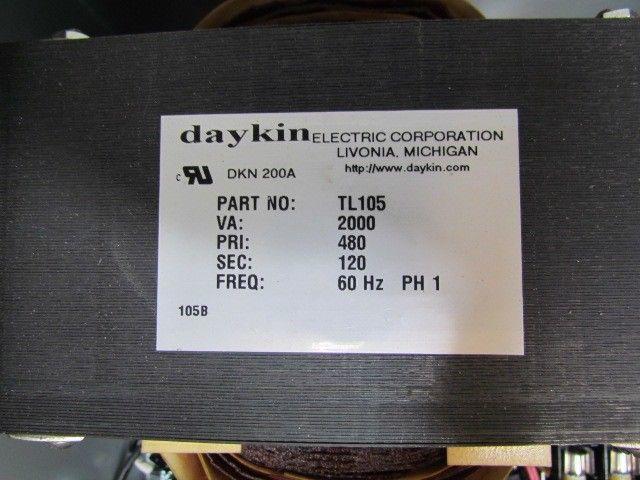 daykin ELECTRIC CORPORATION
LIVONIA, MICHIGAN
c RU DKN 200A http://www.daykin.com
PART NO: TL105
VA: 2000
PRI: 480
SEC: 120
FREQ: 60 Hz PH 1
105B